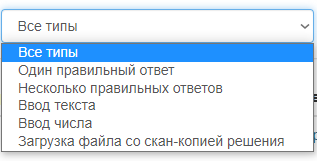 Все типы
Все типы
Один правильный ответ
Несколько правильных ответов
Ввод текста
Ввод числа
Загрузка файла со скан-копией решения